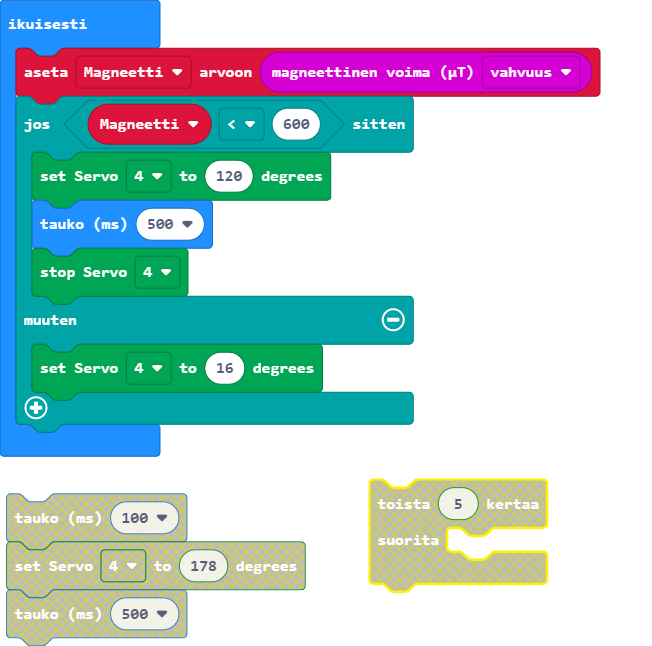 ikuisesti
aseta Magneetti arvoon magneettinen voima (µT) vahvuus
jos Magneetti < 600 sitten
set Servo 4 to 120 degrees
tauko (ms) 500
stop Servo 4
muuten
set Servo 4 to 16 degrees
tauko (ms) 100
set Servo 4 to 178 degrees
tauko (ms) 500
toista 5 kertaa
suorita